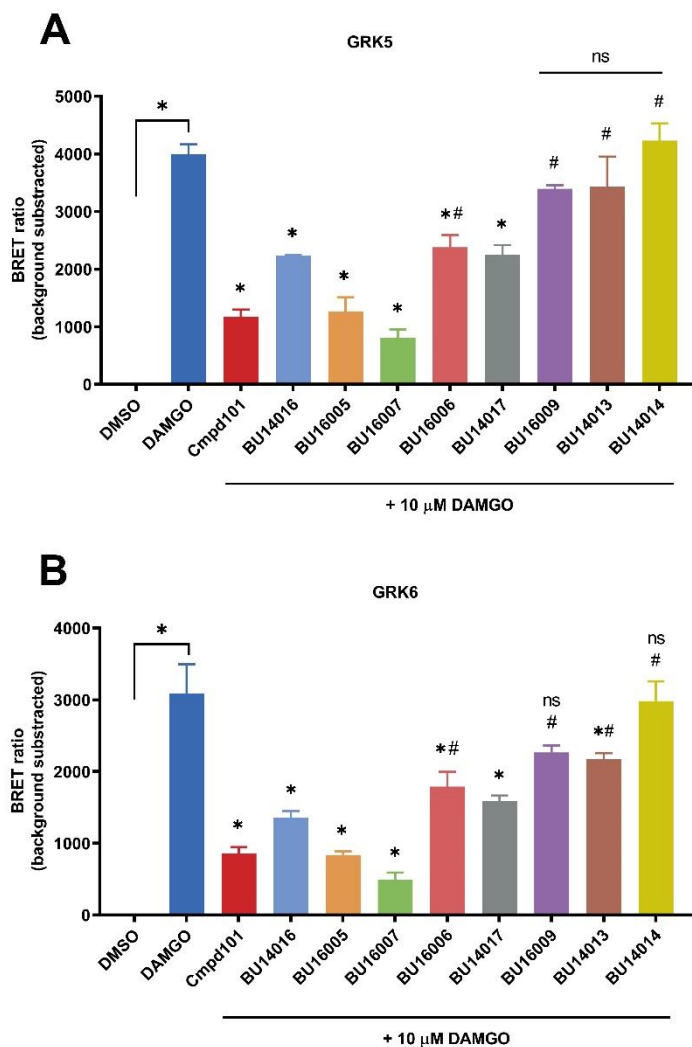 A
GRK5
ns
BRET ratio
(background substracted)
5000
4000
3000
2000
1000
0
*
*
*
*
*
*#
*
#
#
#
DMSO
DAMGO
Cmpd101
BU14016
BU16005
BU16007
BU16006
BU14017
BU16009
BU14013
BU14014
+ 10 μM DAMGO
B
GRK6
BRET ratio
(background substracted)
4000
3000
2000
1000
0
*
*
*
*
*
*#
*
ns
#
*#
ns
#
DMSO
DAMGO
Cmpd101
BU14016
BU16005
BU16007
BU16006
BU14017
BU16009
BU14013
BU14014
+ 10 μM DAMGO